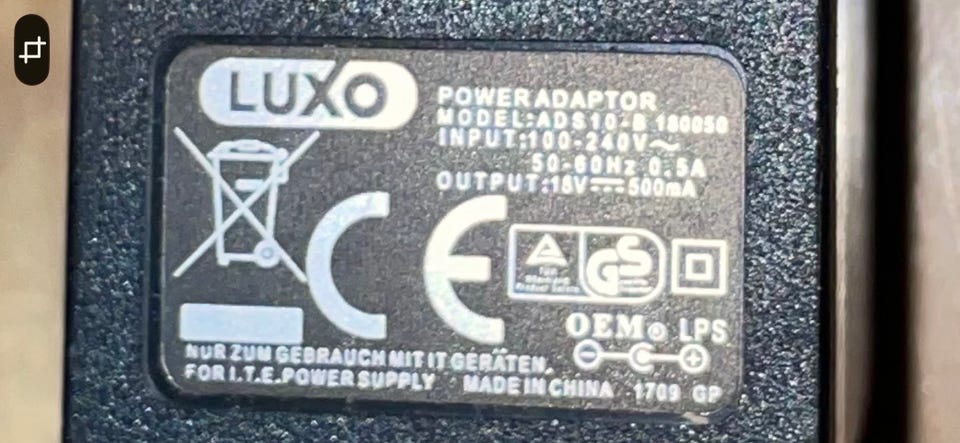 LUXO
POWER ADAPTOR
MODEL:ADS10-B 180050
INPUT:100-240V~
50-60Hz 0.5A
OUTPUT:18V⎓500mA
GS
OEM LPS
NUR ZUM GEBRAUCH MIT IT GERÄTEN.
FOR I.T.E.POWER SUPPLY MADE IN CHINA 1709 GP